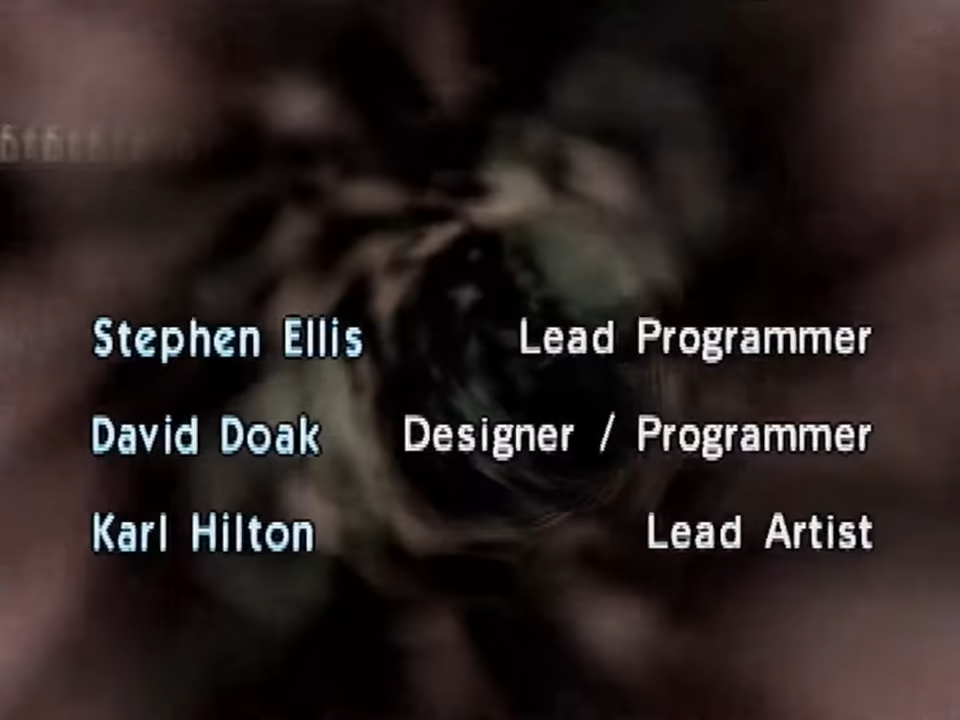 Stephen Ellis Lead Programmer
David Doak Designer / Programmer
Karl Hilton Lead Artist